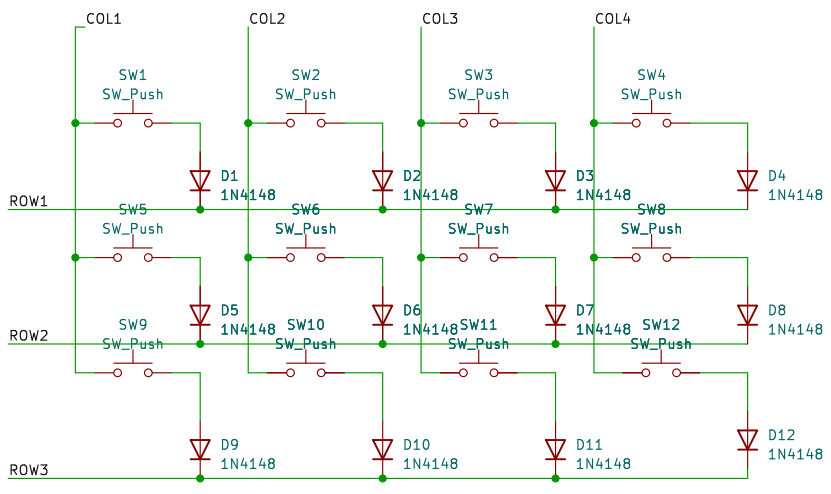 COL1 COL2 COL3 COL4
SW1 SW2 SW3 SW4
SW_Push SW_Push SW_Push SW_Push
D1 D2 D3 D4
1N4148 1N4148 1N4148 1N4148
ROW1
SW5 SW6 SW7 SW8
SW_Push SW_Push SW_Push SW_Push
D5 D6 D7 D8
1N4148 1N4148 1N4148 1N4148
ROW2
SW9 SW10 SW11 SW12
SW_Push SW_Push SW_Push SW_Push
D9 D10 D11 D12
1N4148 1N4148 1N4148 1N4148
ROW3